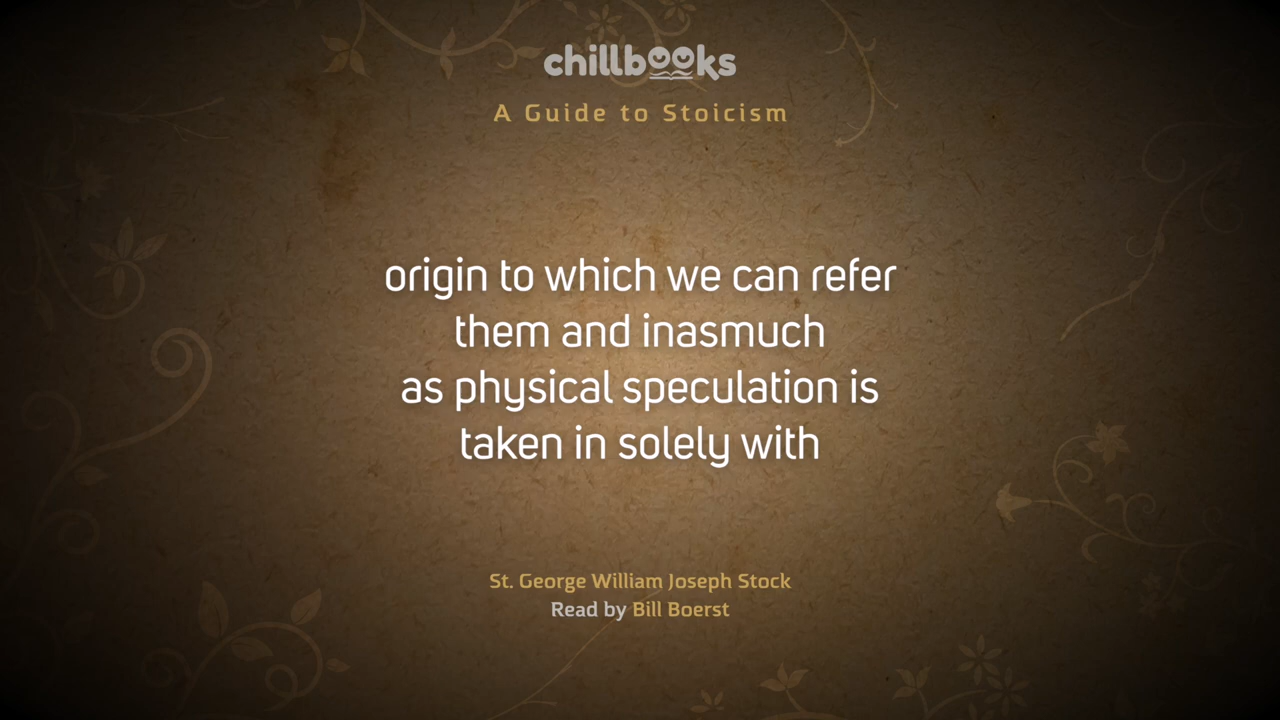 chillbooks
A Guide to Stoicism
origin to which we can refer
them and inasmuch
as physical speculation is
taken in solely with
St. George William Joseph Stock
Read by Bill Boerst